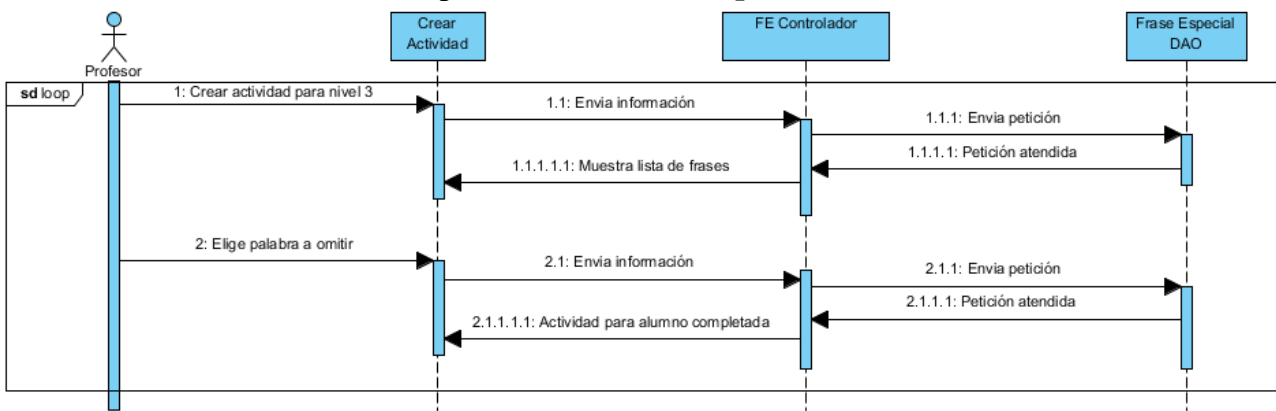 Crear
Actividad
FE Controlador
Frase Especial
DAO
Profesor
sd loop
1: Crear actividad para nivel 3
1.1: Envia información
1.1.1: Envia petición
1.1.1.1: Petición atendida
1.1.1.1.1: Muestra lista de frases
2: Elige palabra a omitir
2.1: Envia información
2.1.1: Envia petición
2.1.1.1: Petición atendida
2.1.1.1.1: Actividad para alumno completada